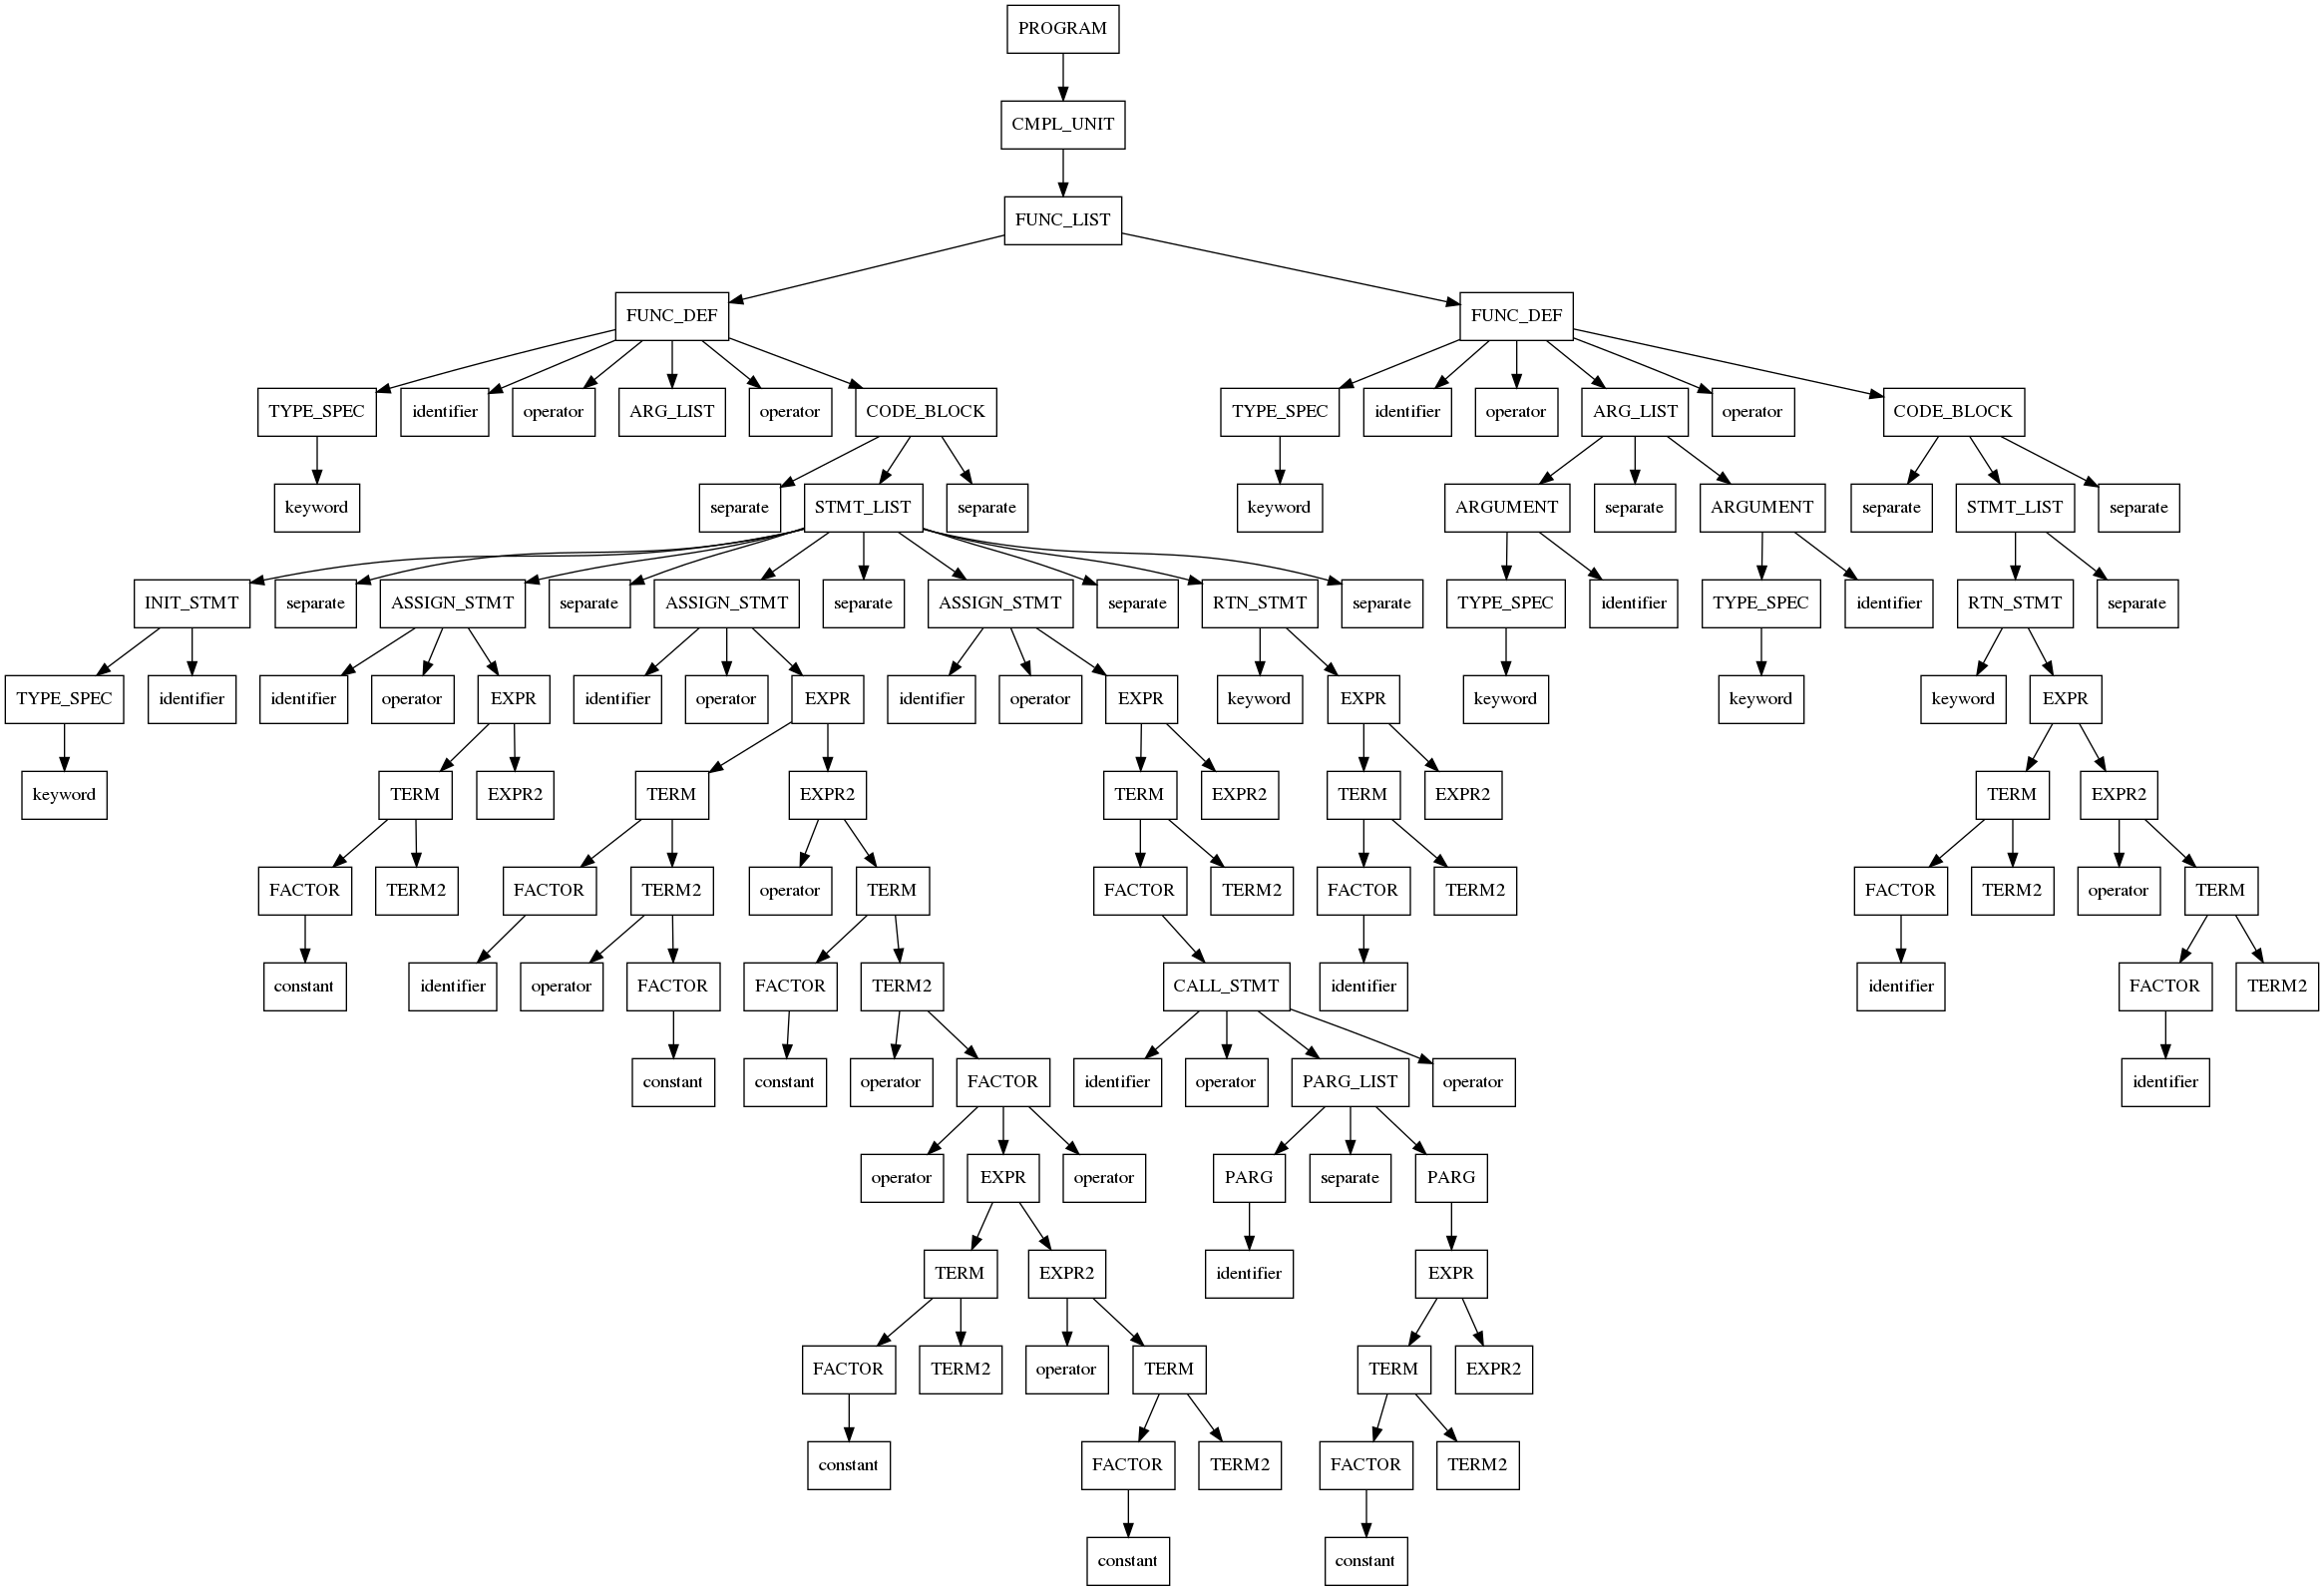 PROGRAM
CMPL_UNIT
FUNC_LIST
FUNC_DEF FUNC_DEF
TYPE_SPEC identifier operator ARG_LIST operator CODE_BLOCK TYPE_SPEC identifier operator ARG_LIST operator CODE_BLOCK
keyword separate STMT_LIST separate keyword ARGUMENT separate ARGUMENT separate STMT_LIST separate
INIT_STMT separate ASSIGN_STMT separate ASSIGN_STMT separate ASSIGN_STMT separate RTN_STMT separate TYPE_SPEC identifier TYPE_SPEC identifier RTN_STMT separate
TYPE_SPEC identifier identifier operator EXPR identifier operator EXPR identifier operator EXPR keyword EXPR keyword keyword keyword EXPR
keyword TERM EXPR2 TERM EXPR2 TERM EXPR2 TERM EXPR2 TERM EXPR2
FACTOR TERM2 FACTOR TERM2 operator TERM FACTOR TERM2 FACTOR TERM2 FACTOR TERM2 operator TERM
constant identifier operator FACTOR FACTOR TERM2 CALL_STMT identifier identifier FACTOR TERM2
constant constant operator FACTOR identifier operator PARG_LIST operator identifier
operator EXPR operator PARG separate PARG
TERM EXPR2 identifier EXPR
FACTOR TERM2 operator TERM TERM EXPR2
constant FACTOR TERM2 FACTOR TERM2
constant constant